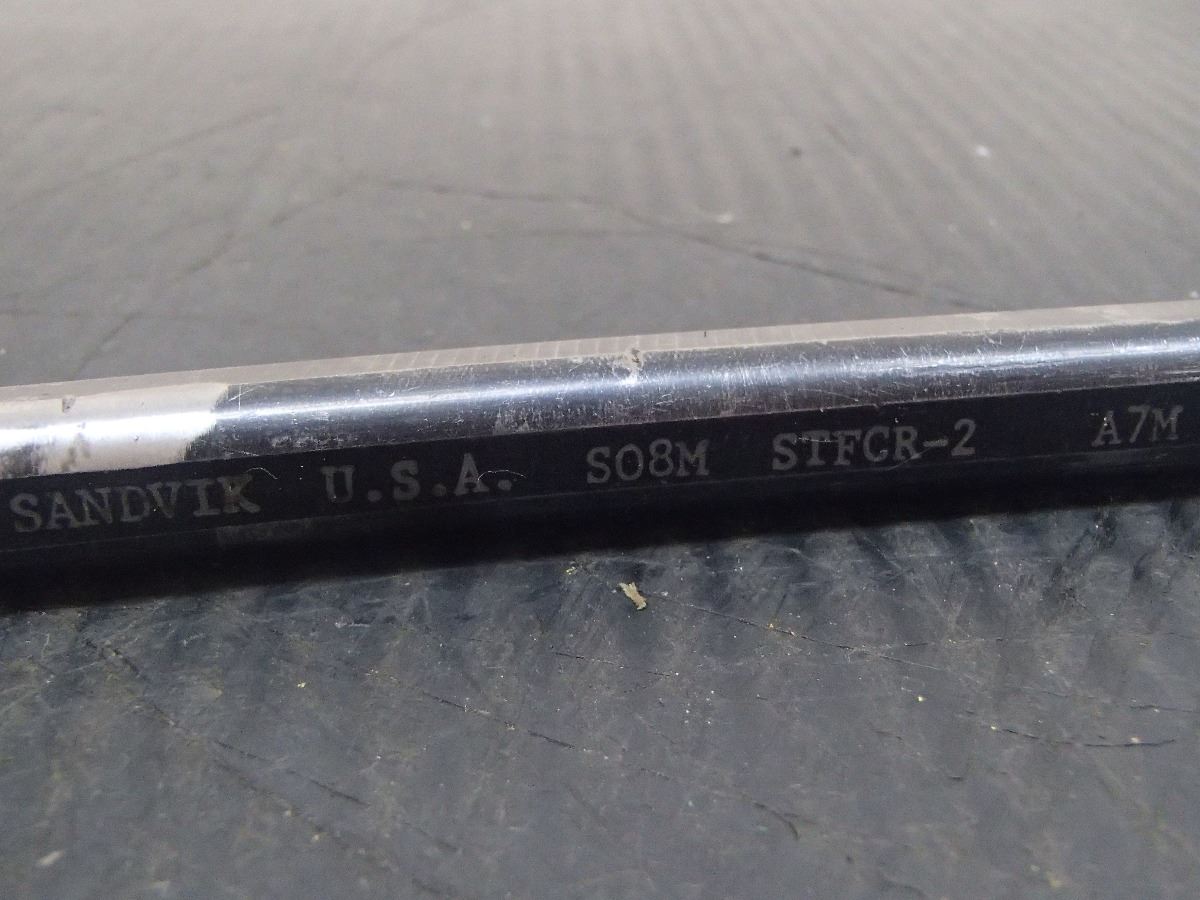 SANDVIK U.S.A. S08M STFCR-2 A7M